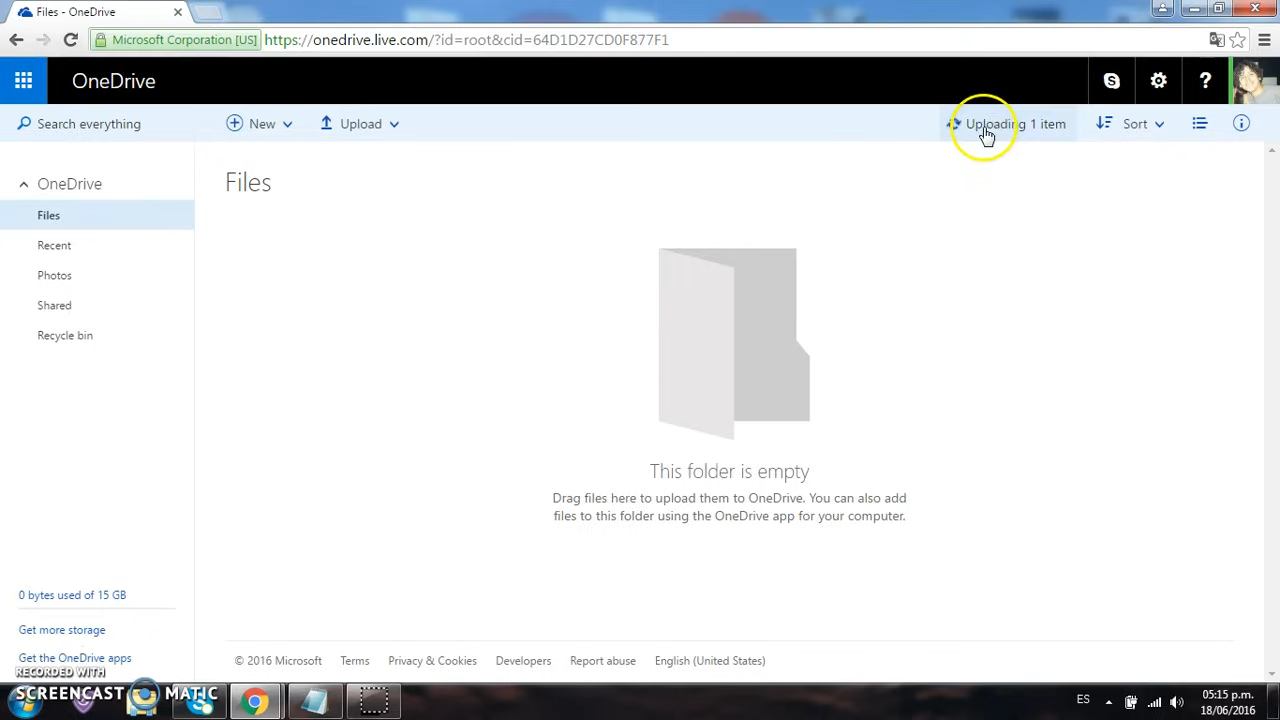 Files - OneDrive
Microsoft Corporation [US]
https://onedrive.live.com/?id=root&cid=64D1D27CD0F877F1
OneDrive
?
Search everything
New
Upload
Uploading 1 item
Sort
OneDrive
Files
Recent
Photos
Shared
Recycle bin
Files
This folder is empty
Drag files here to upload them to OneDrive. You can also add
files to this folder using the OneDrive app for your computer.
0 bytes used of 15 GB
Get more storage
Get the OneDrive apps
© 2016 Microsoft
Terms
Privacy & Cookies
Developers
Report abuse
English (United States)
RECORDED WITH
SCREENCAST MATIC
ES
05:15 p.m.
18/06/2016